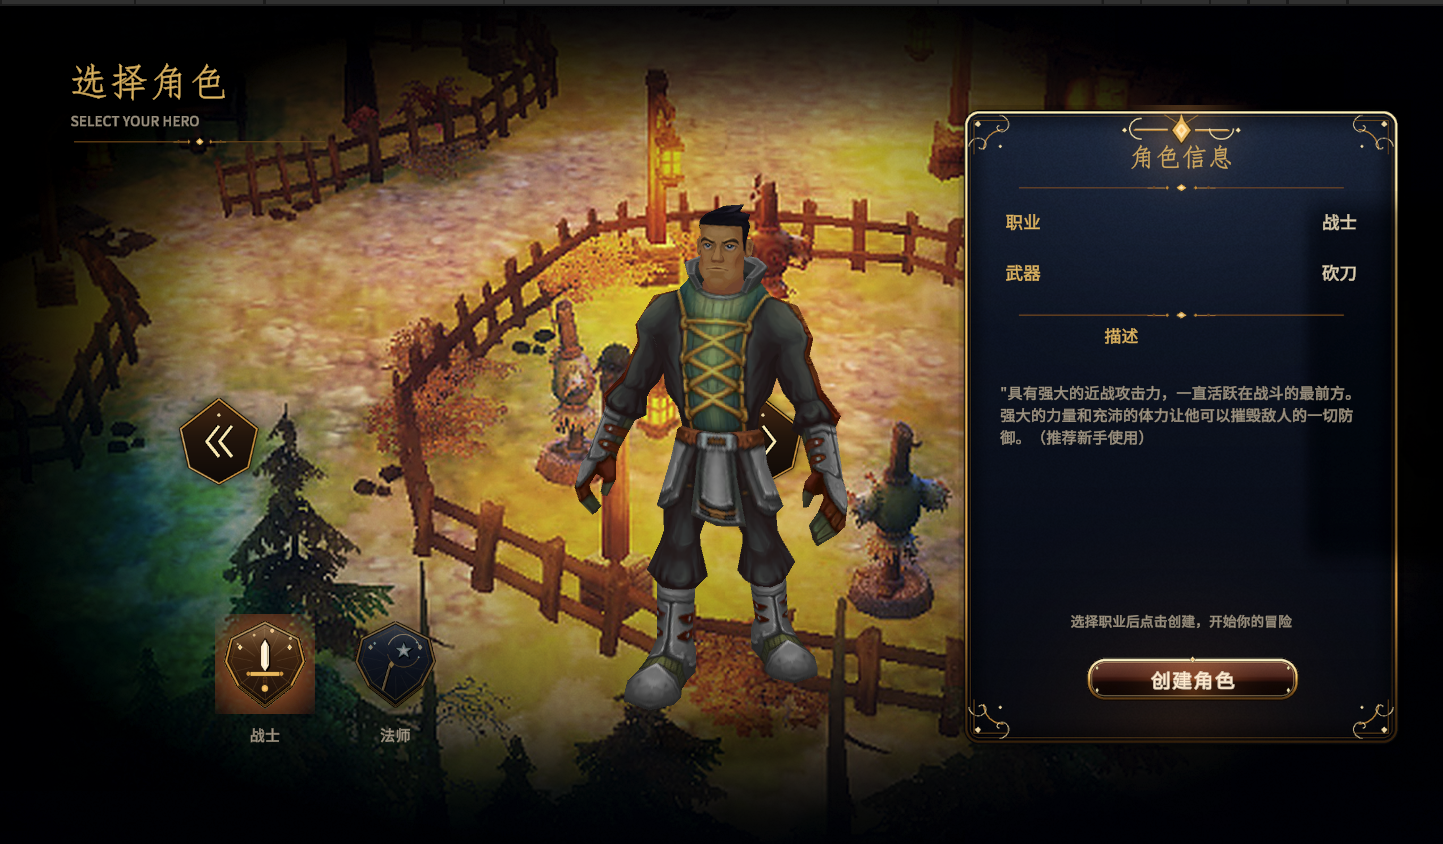 选择角色
SELECT YOUR HERO
角色信息
职业 战士
武器 砍刀
描述
"具有强大的近战攻击力，一直活跃在战斗的最前方。
强大的力量和充沛的体力让他可以摧毁敌人的一切防
御。（推荐新手使用）
选择职业后点击创建，开始你的冒险
创建角色
战士 法师